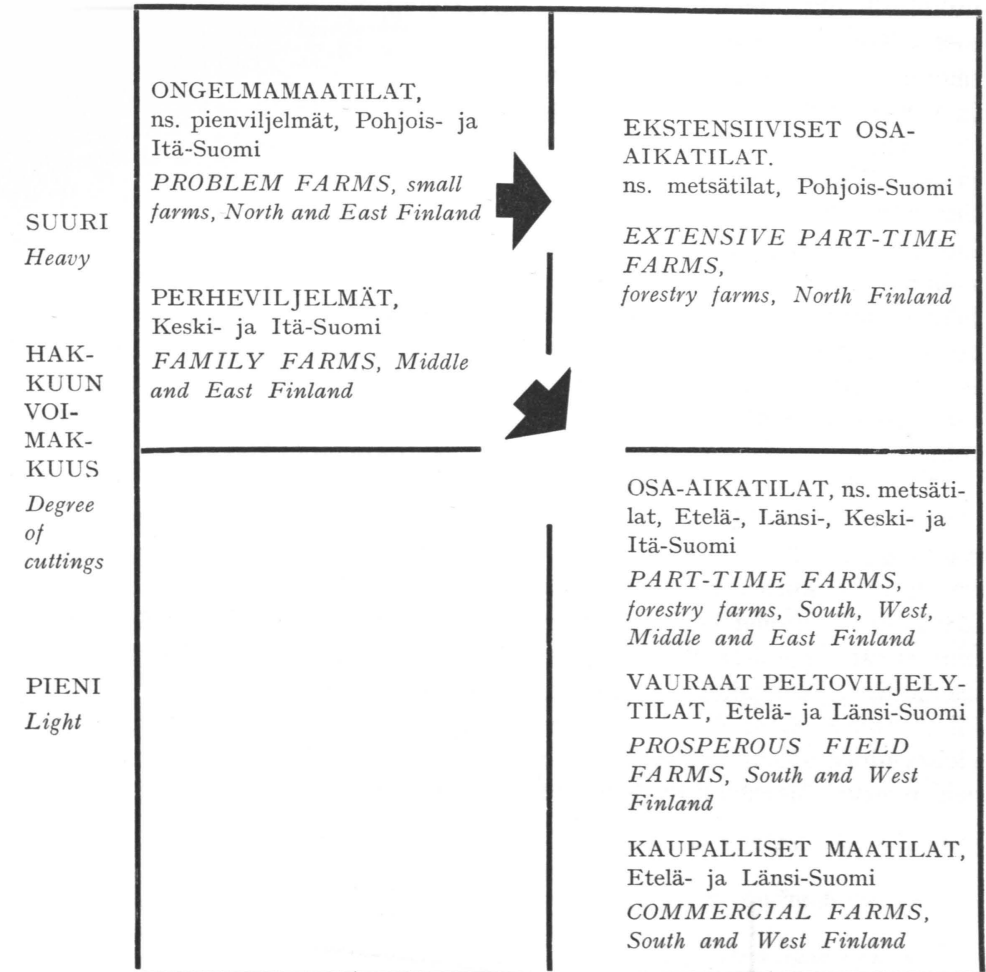 SUURI
Heavy
HAK-
KUUN
VOI-
MAK-
KUUS
Degree
of
cuttings
PIENI
Light
ONGELMAMAATILAT,
ns. pienviljelmät, Pohjois- ja
Itä-Suomi
PROBLEM FARMS, small
farms, North and East Finland
PERHEVILJELMÄT,
Keski- ja Itä-Suomi
FAMILY FARMS, Middle
and East Finland
EKSTENSIIVISET OSA-
AIKATILAT.
ns. metsätilat, Pohjois-Suomi
EXTENSIVE PART-TIME
FARMS,
forestry farms, North Finland
OSA-AIKATILAT, ns. metsäti-
lat, Etelä-, Länsi-, Keski- ja
Itä-Suomi
PART-TIME FARMS,
forestry farms, South, West,
Middle and East Finland
VAURAAT PELTOVILJELY-
TILAT, Etelä- ja Länsi-Suomi
PROSPEROUS FIELD
FARMS, South and West
Finland
KAUPALLISET MAATILAT,
Etelä- ja Länsi-Suomi
COMMERCIAL FARMS,
South and West Finland